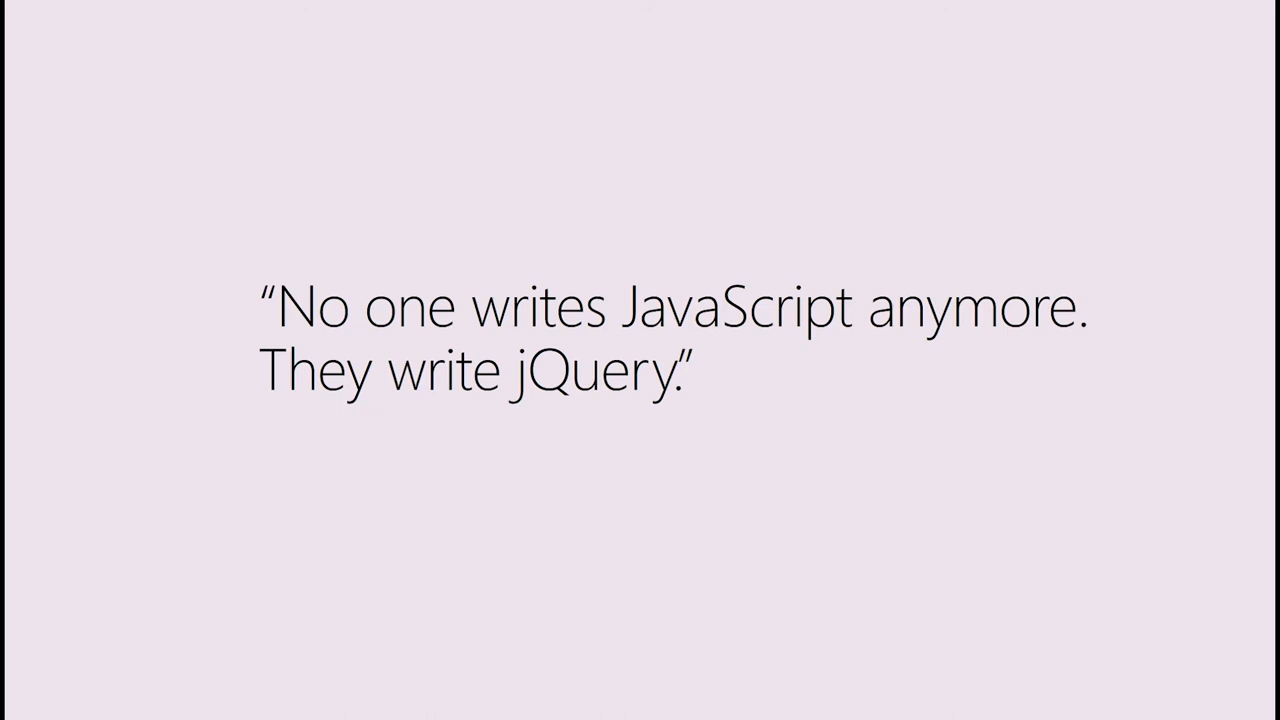 “No one writes JavaScript anymore.
They write jQuery.”